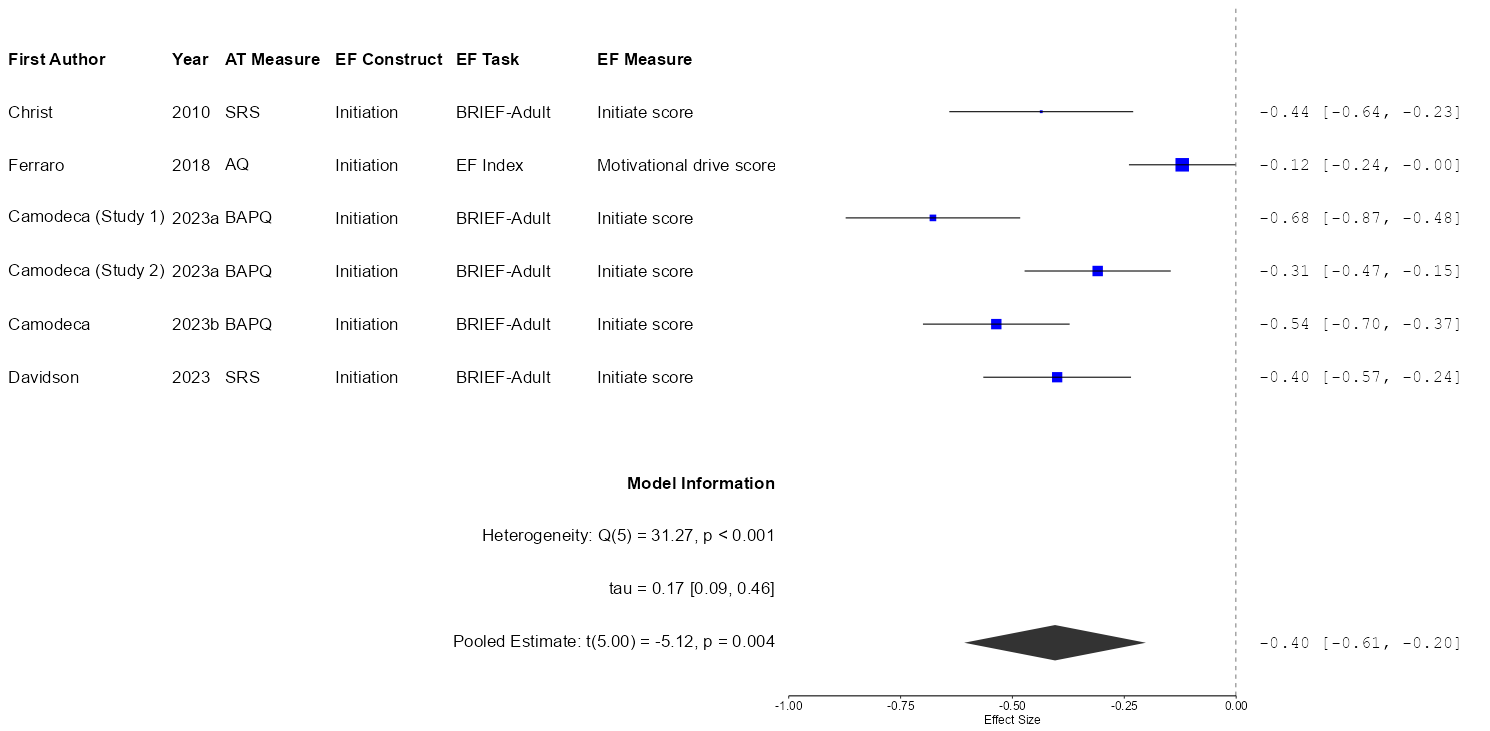 First Author Year AT Measure EF Construct EF Task EF Measure
Christ 2010 SRS Initiation BRIEF-Adult Initiate score -0.44 [-0.64, -0.23]
Ferraro 2018 AQ Initiation EF Index Motivational drive score -0.12 [-0.24, -0.00]
Camodeca (Study 1) 2023a BAPQ Initiation BRIEF-Adult Initiate score -0.68 [-0.87, -0.48]
Camodeca (Study 2) 2023a BAPQ Initiation BRIEF-Adult Initiate score -0.31 [-0.47, -0.15]
Camodeca 2023b BAPQ Initiation BRIEF-Adult Initiate score -0.54 [-0.70, -0.37]
Davidson 2023 SRS Initiation BRIEF-Adult Initiate score -0.40 [-0.57, -0.24]
Model Information
Heterogeneity: Q(5) = 31.27, p < 0.001
tau = 0.17 [0.09, 0.46]
Pooled Estimate: t(5.00) = -5.12, p = 0.004 -0.40 [-0.61, -0.20]
-1.00 -0.75 -0.50 -0.25 0.00
Effect Size